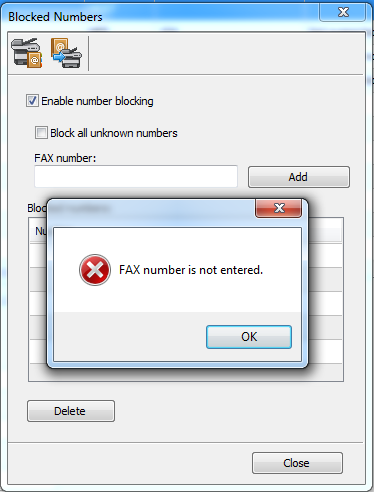 Blocked Numbers
Enable number blocking
Block all unknown numbers
FAX number:
Add
FAX number is not entered.
OK
Delete
Close